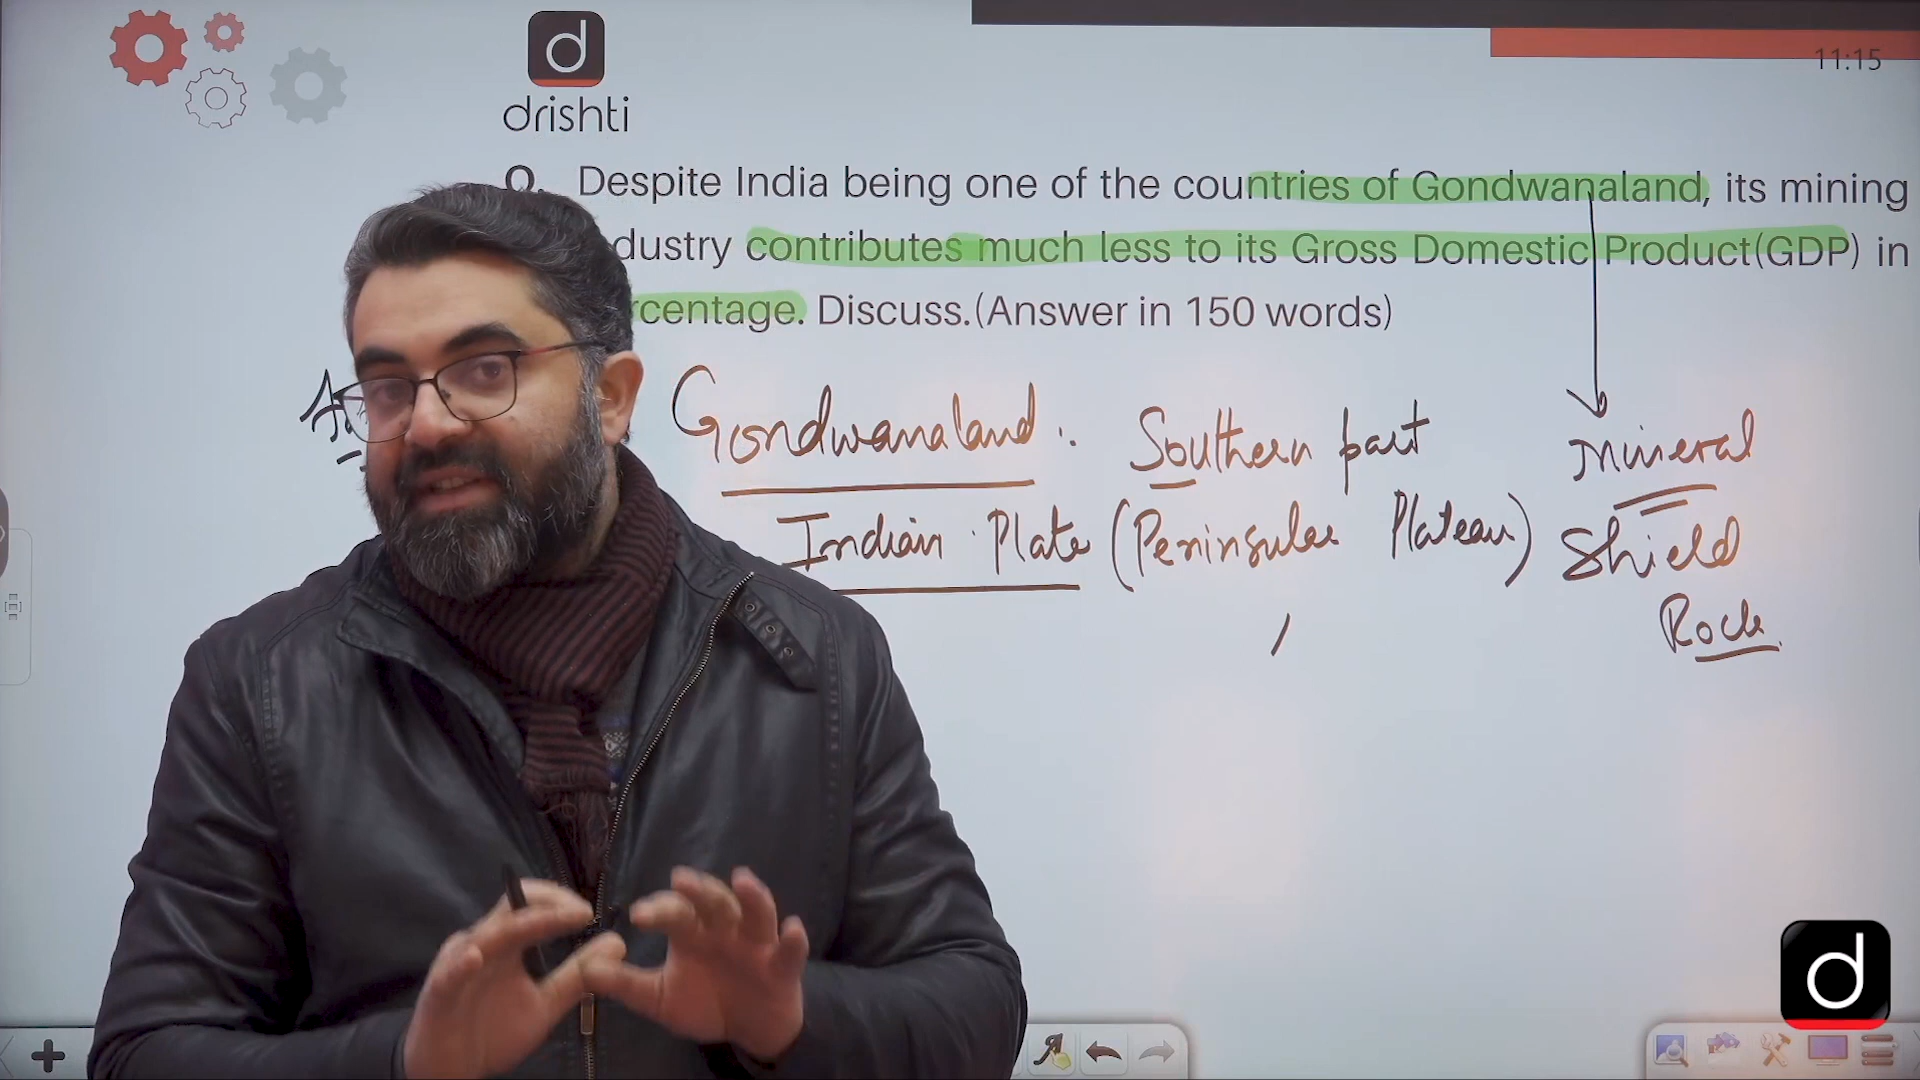 11:15
drishti
Q. Despite India being one of the countries of Gondwanaland, its mining
dustry contributes much less to its Gross Domestic Product(GDP) in
rcentage. Discuss.(Answer in 150 words)
Gondwanaland : Southern part Mineral
Indian Plate (Peninsular Plateau) Shield
Rock.